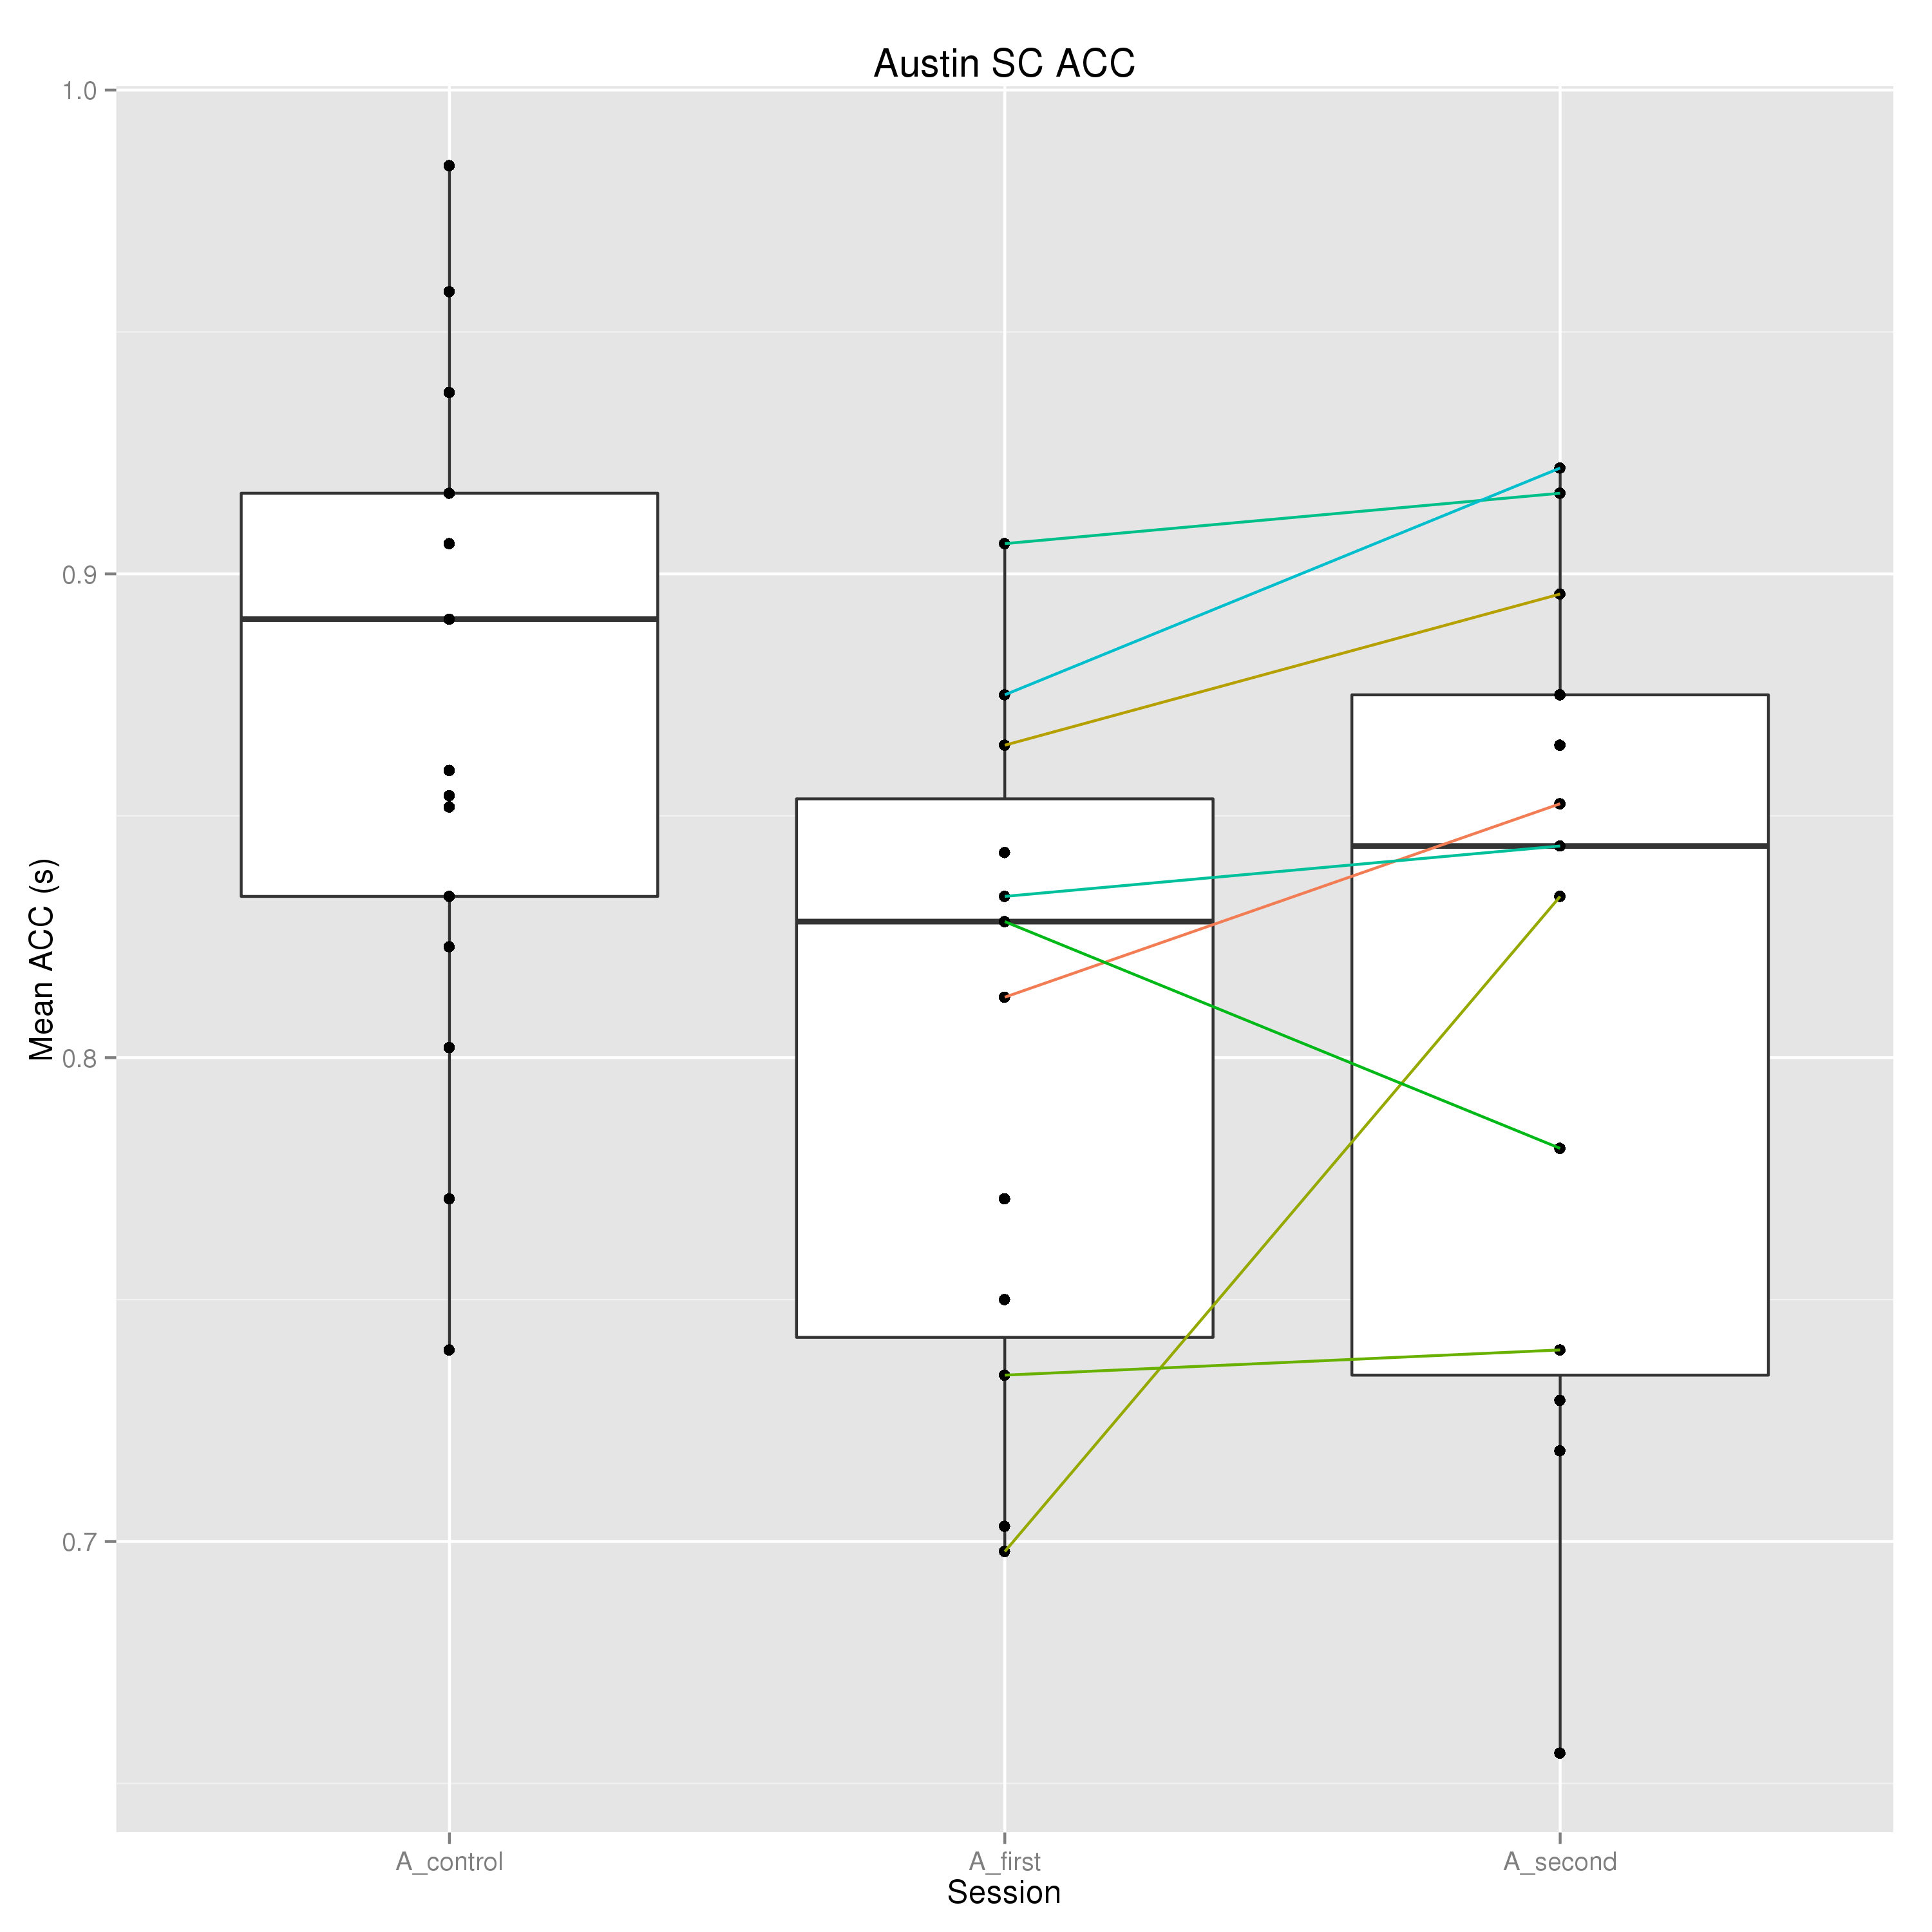 Austin SC ACC
1.0
0.9
0.8
0.7
Mean ACC (s)
A_control
A_first
A_second
Session